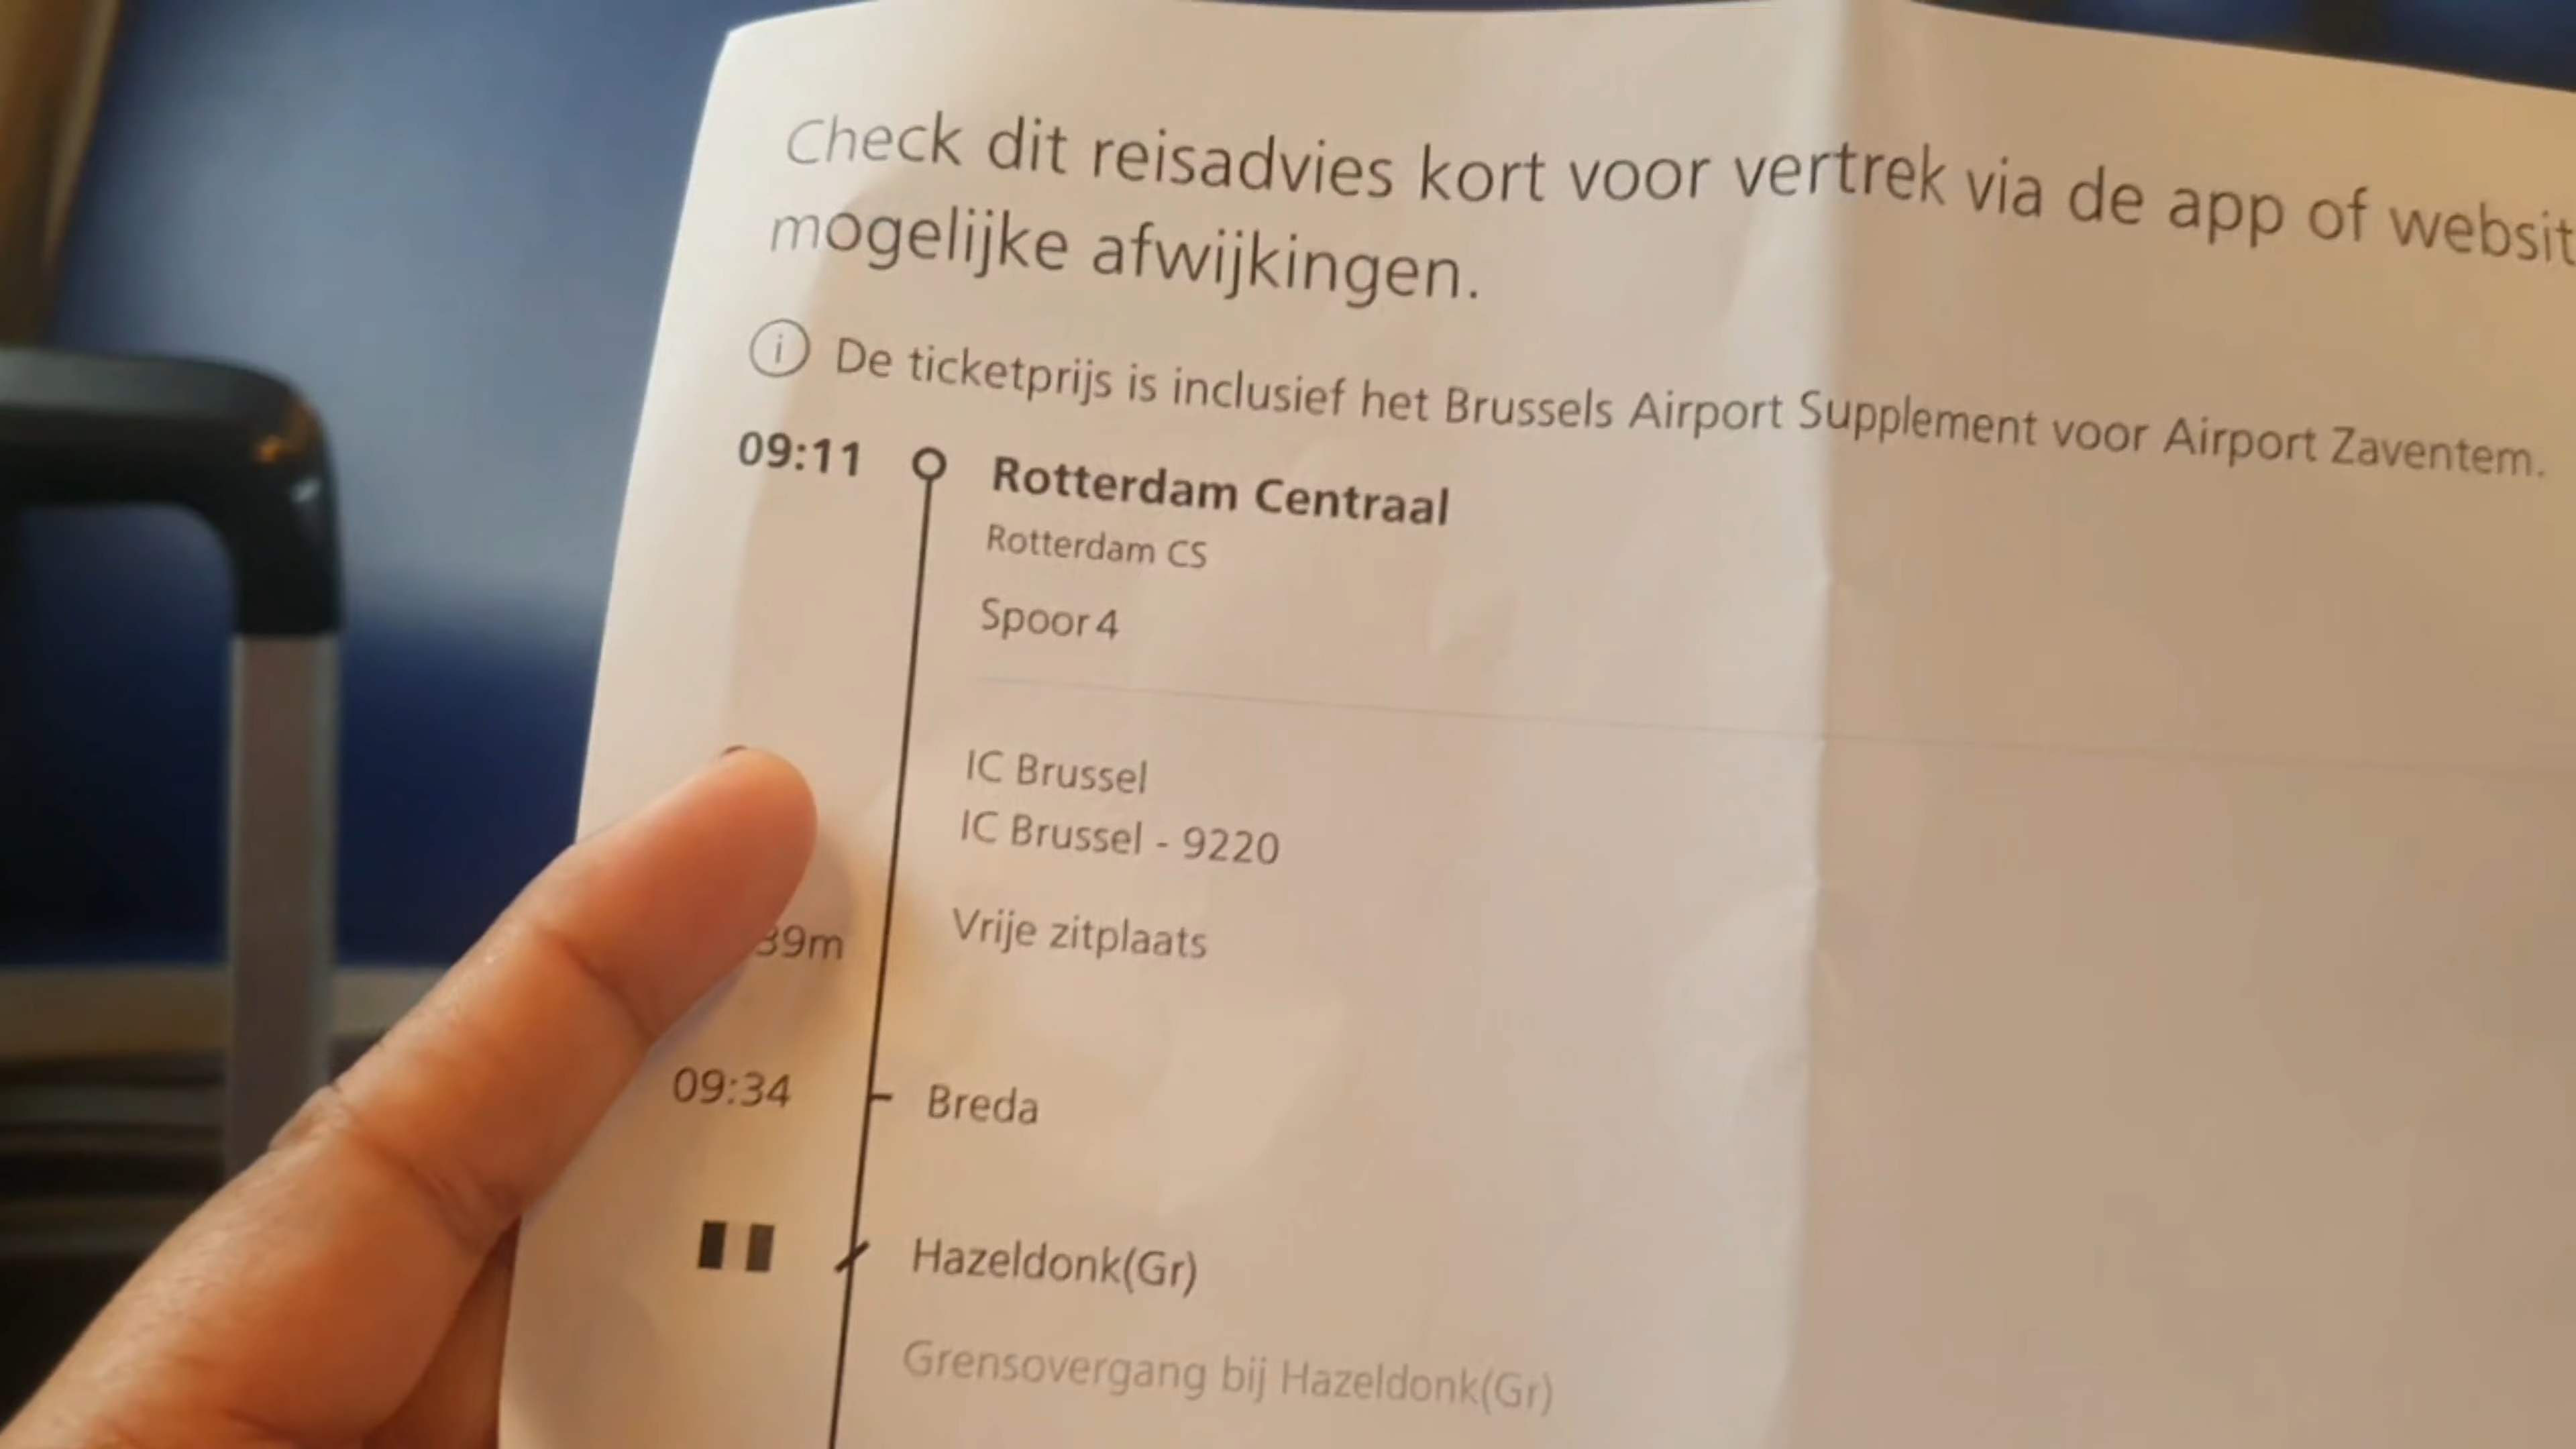 Check dit reisadvies kort voor vertrek via de app of
mogelijke afwijkingen.
De ticketprijs is inclusief het Brussels Airport Supplement voor Airport Zaventem.
09:11 Rotterdam Centraal
Rotterdam CS
Spoor 4
IC Brussel
IC Brussel - 9220
Vrije zitplaats
09:34 Breda
Hazeldonk(Gr)
Grensovergang bij Hazeldonk(Gr)